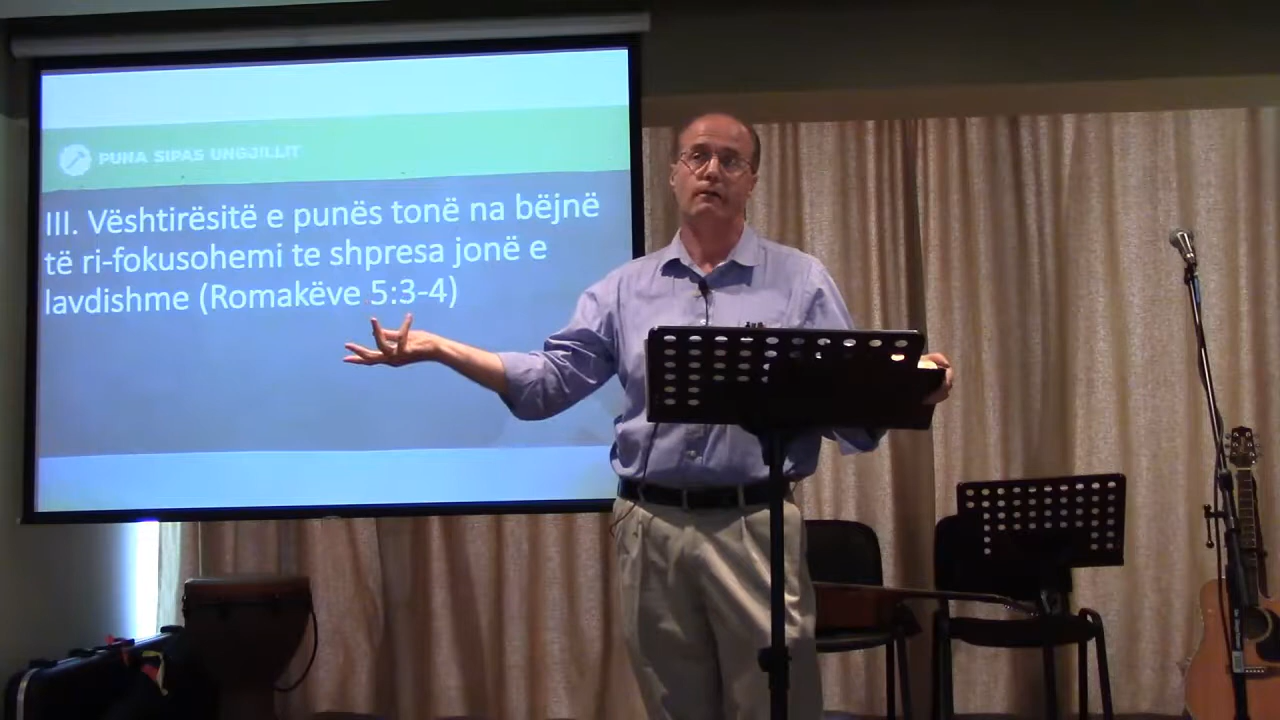 PUNA SIPAS UNGJILLIT
III. Vështirësitë e punës tonë na bëjnë
të ri-fokusohemi te shpresa jonë e
lavdishme (Romakëve 5:3-4)